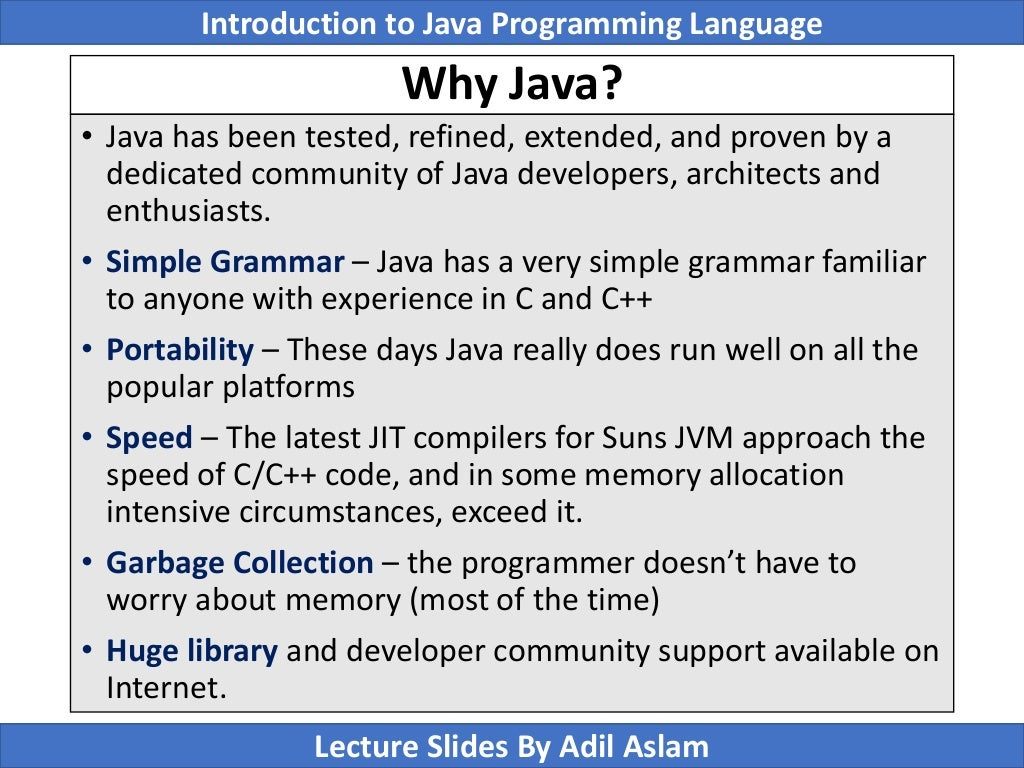 Introduction to Java Programming Language
Why Java?
• Java has been tested, refined, extended, and proven by a
dedicated community of Java developers, architects and
enthusiasts.
• Simple Grammar – Java has a very simple grammar familiar
to anyone with experience in C and C++
• Portability – These days Java really does run well on all the
popular platforms
• Speed – The latest JIT compilers for Suns JVM approach the
speed of C/C++ code, and in some memory allocation
intensive circumstances, exceed it.
• Garbage Collection – the programmer doesn’t have to
worry about memory (most of the time)
• Huge library and developer community support available on
Internet.
Lecture Slides By Adil Aslam